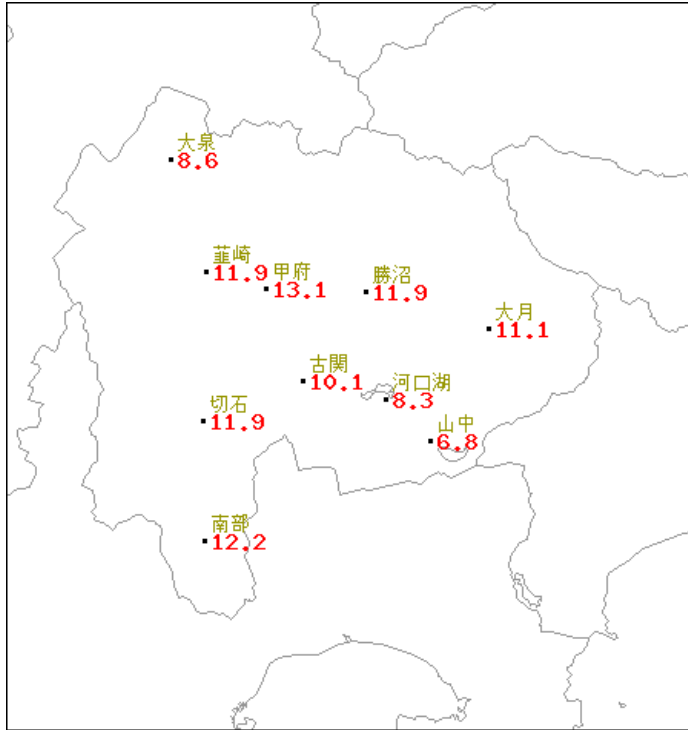 大泉
8.6
韮崎
11.9
甲府
13.1
勝沼
11.9
大月
11.1
古関
10.1
河口湖
8.3
切石
11.9
山中
6.8
南部
12.2